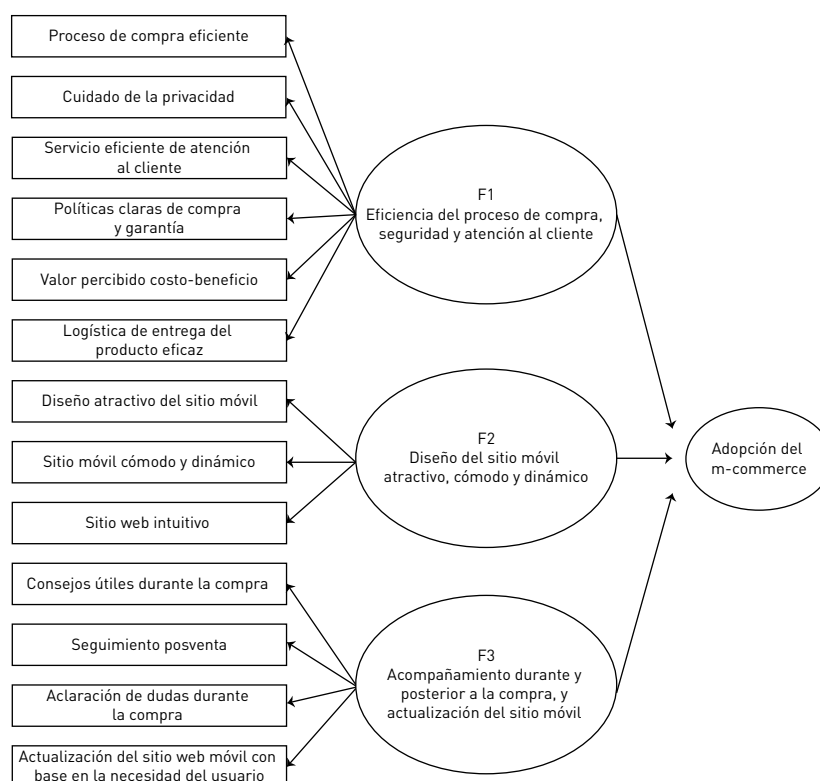 Proceso de compra eficiente
Cuidado de la privacidad
Servicio eficiente de atención
al cliente
Políticas claras de compra
y garantía
Valor percibido costo-beneficio
Logística de entrega del
producto eficaz
Diseño atractivo del sitio móvil
Sitio móvil cómodo y dinámico
Sitio web intuitivo
Consejos útiles durante la compra
Seguimiento posventa
Aclaración de dudas durante
la compra
Actualización del sitio web móvil con
base en la necesidad del usuario
F1
Eficiencia del proceso de compra,
seguridad y atención al cliente
F2
Diseño del sitio móvil
atractivo, cómodo y dinámico
F3
Acompañamiento durante y
posterior a la compra, y
actualización del sitio móvil
Adopción del
m-commerce